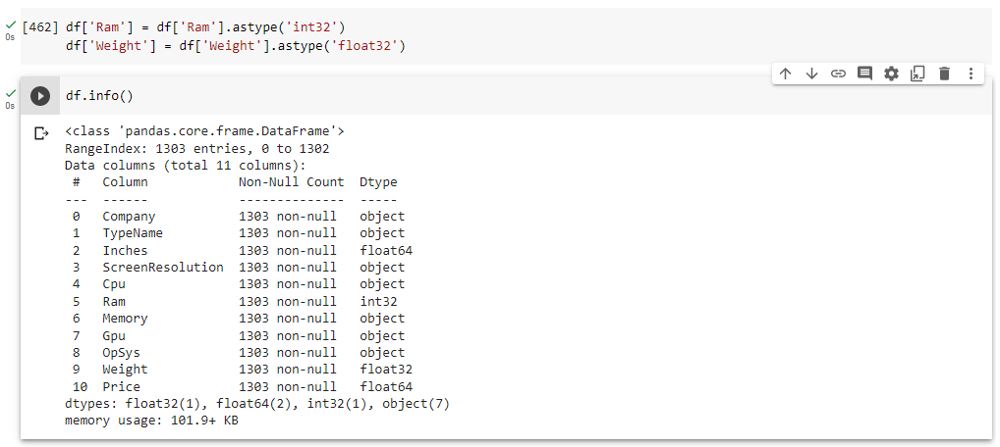 [462] df['Ram'] = df['Ram'].astype('int32')
0s
df['Weight'] = df['Weight'].astype('float32')
0s
df.info()
<class 'pandas.core.frame.DataFrame'>
RangeIndex: 1303 entries, 0 to 1302
Data columns (total 11 columns):
 #   Column            Non-Null Count  Dtype
---  ------            --------------  -----
 0   Company           1303 non-null   object
 1   TypeName          1303 non-null   object
 2   Inches            1303 non-null   float64
 3   ScreenResolution  1303 non-null   object
 4   Cpu               1303 non-null   object
 5   Ram               1303 non-null   int32
 6   Memory            1303 non-null   object
 7   Gpu               1303 non-null   object
 8   OpSys             1303 non-null   object
 9   Weight            1303 non-null   float32
 10  Price             1303 non-null   float64
dtypes: float32(1), float64(2), int32(1), object(7)
memory usage: 101.9+ KB